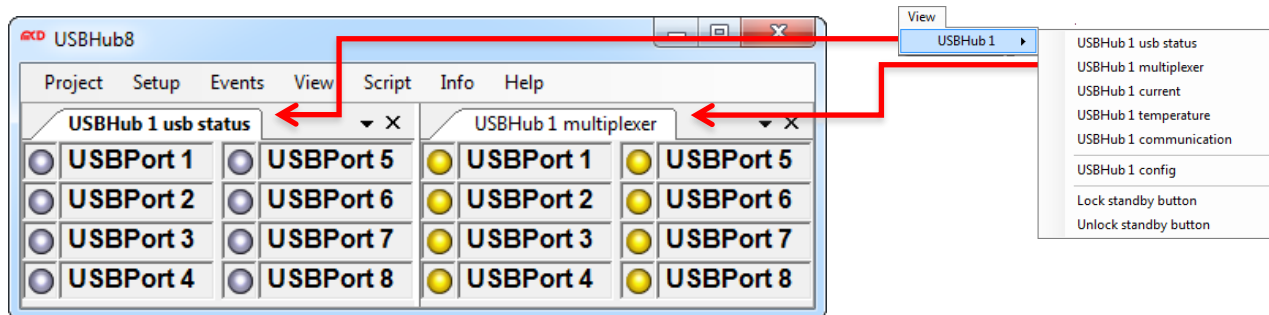 USBHub8
Project Setup Events View Script Info Help
USBHub 1 usb status
USBHub 1 multiplexer
USBPort 1 USBPort 5 USBPort 1 USBPort 5
USBPort 2 USBPort 6 USBPort 2 USBPort 6
USBPort 3 USBPort 7 USBPort 3 USBPort 7
USBPort 4 USBPort 8 USBPort 4 USBPort 8
View
USBHub 1
USBHub 1 usb status
USBHub 1 multiplexer
USBHub 1 current
USBHub 1 temperature
USBHub 1 communication
USBHub 1 config
Lock standby button
Unlock standby button